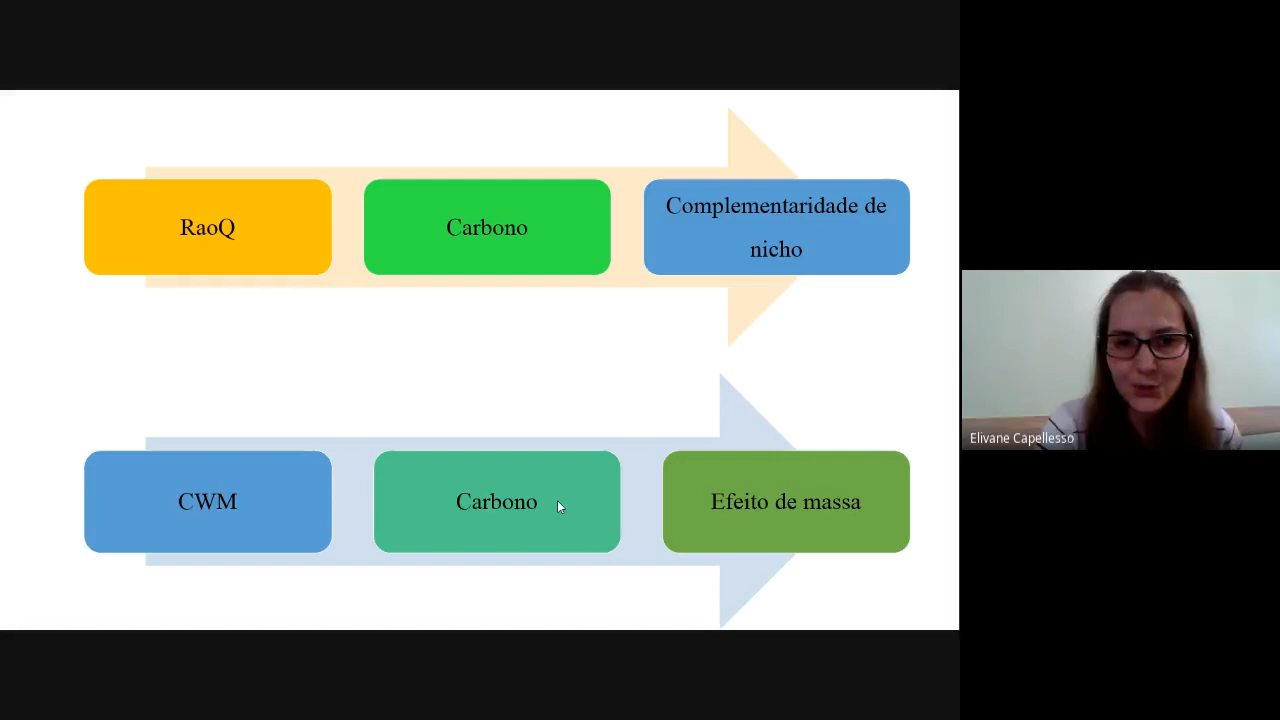 RaoQ
Carbono
Complementaridade de
nicho
CWM
Carbono
Efeito de massa
Elivane Capellesso